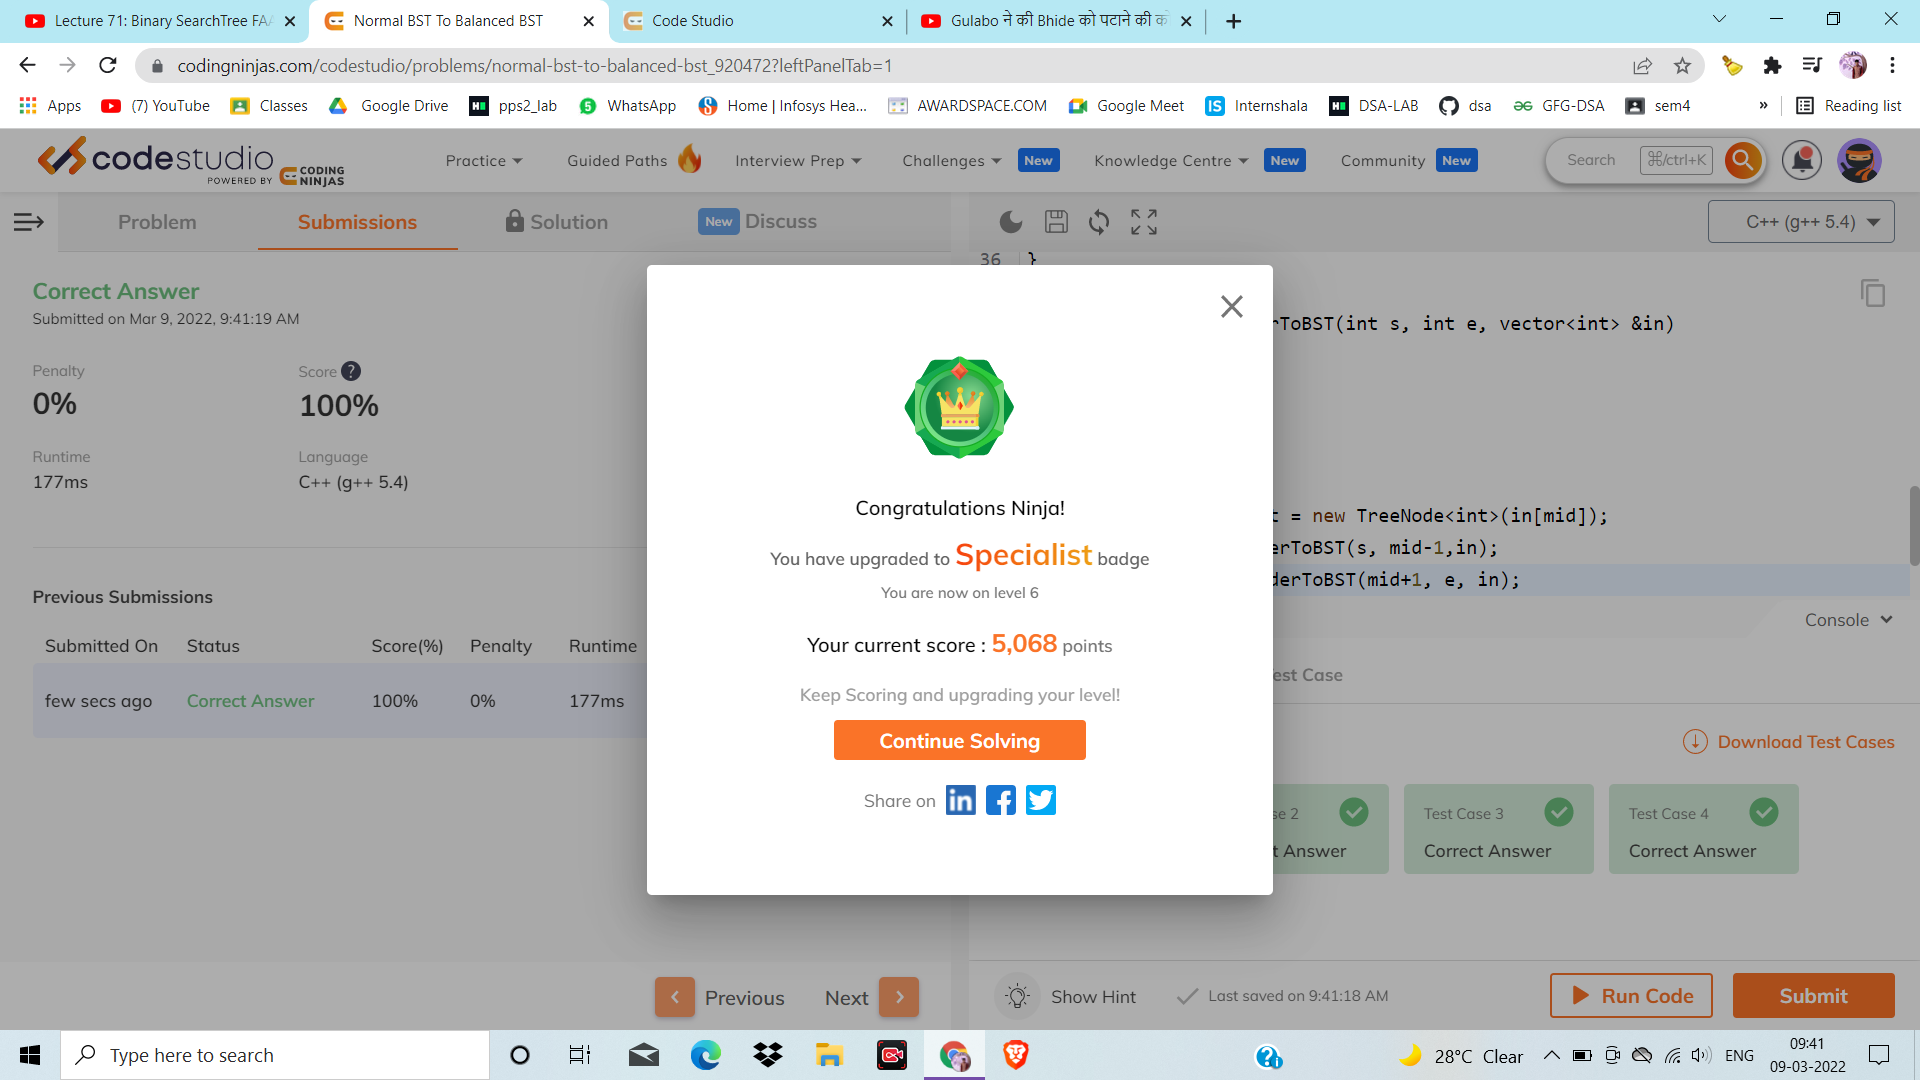 Lecture 71: Binary SearchTree FAA
Normal BST To Balanced BST
Code Studio
Gulabo ने की Bhide को पटाने की को
codingninjas.com/codestudio/problems/normal-bst-to-balanced-bst_920472?leftPanelTab=1
Apps
(7) YouTube
Classes
Google Drive
pps2_lab
WhatsApp
Home | Infosys Hea...
AWARDSPACE.COM
Google Meet
Internshala
DSA-LAB
dsa
GFG-DSA
sem4
»
Reading list
codestudio
POWERED BY CODING NINJAS
Practice
Guided Paths
Interview Prep
Challenges New
Knowledge Centre New
Community New
Search ⌘/ctrl+K
Problem
Submissions
Solution
New Discuss
C++ (g++ 5.4)
36 }
Correct Answer
Submitted on Mar 9, 2022, 9:41:19 AM
Penalty
0%
Score ?
100%
Runtime
177ms
Language
C++ (g++ 5.4)
Previous Submissions
Submitted On Status Score(%) Penalty Runtime
few secs ago Correct Answer 100% 0% 177ms
Congratulations Ninja!
You have upgraded to Specialist badge
You are now on level 6
Your current score : 5,068 points
Keep Scoring and upgrading your level!
Continue Solving
Share on
rToBST(int s, int e, vector<int> &in)
t = new TreeNode<int>(in[mid]);
erToBST(s, mid-1,in);
derToBST(mid+1, e, in);
Console
est Case
Download Test Cases
se 2
t Answer
Test Case 3
Correct Answer
Test Case 4
Correct Answer
Previous
Next
Show Hint
Last saved on 9:41:18 AM
Run Code
Submit
Type here to search
28°C Clear
ENG
09:41
09-03-2022